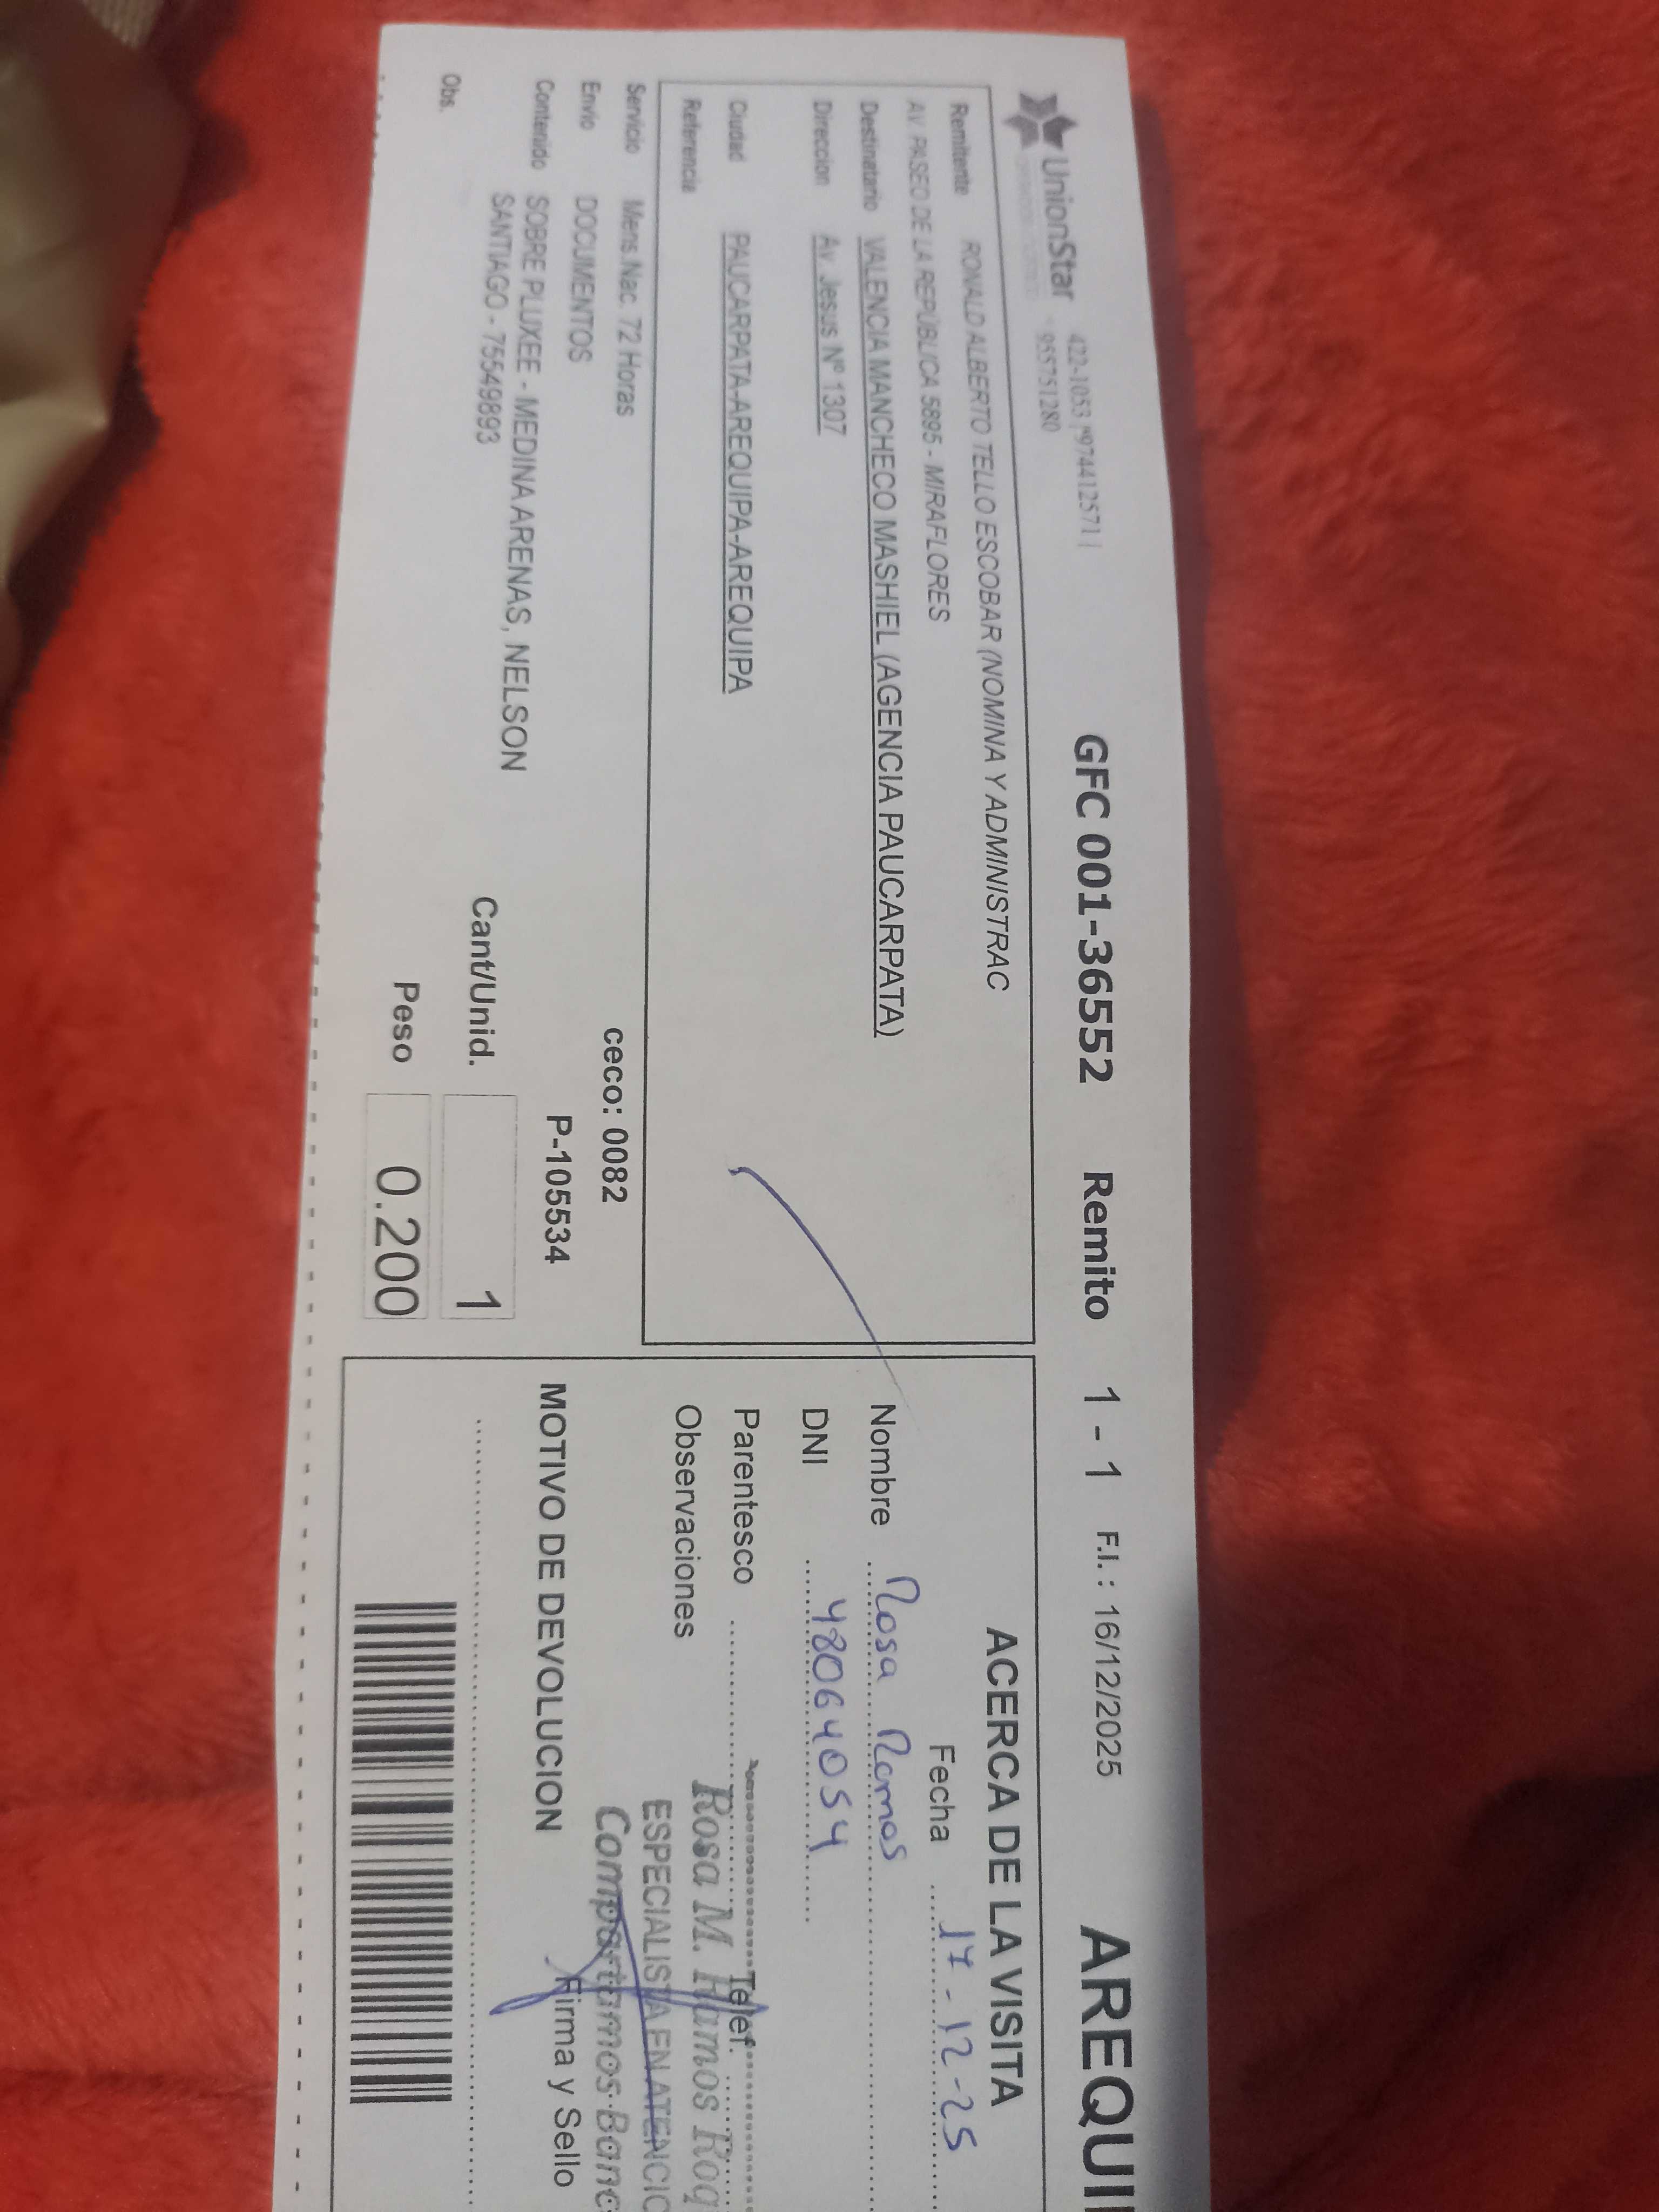 UnionStar 422-1053 |*974412571 |
955751280
GFC 001-36552 Remito 1 - 1 F.I. : 16/12/2025 AREQUI
Remitente RONALD ALBERTO TELLO ESCOBAR (NOMINA Y ADMINISTRAC
AV. PASEO DE LA REPÚBLICA 5895 - MIRAFLORES
Destinatario VALENCIA MANCHECO MASHIEL (AGENCIA PAUCARPATA)
Direccion Av. Jesus Nº 1307
Ciudad PAUCARPATA-AREQUIPA-AREQUIPA
Referencia
Servicio Mens.Nac. 72 Horas ceco: 0082
Envio DOCUMENTOS
P-105534
Contenido SOBRE PLUXEE - MEDINA ARENAS, NELSON
SANTIAGO - 75549893
Cant/Unid. 1
Obs.
Peso 0.200
ACERCA DE LA VISITA
Fecha 17-12-25
Nombre Rosa Ramos
DNI 48064054
Parentesco Telef.
Observaciones
Rosa M. Ramos Roq
ESPECIALISTA EN ATENCIO
Compartamos Banc
MOTIVO DE DEVOLUCION Firma y Sello